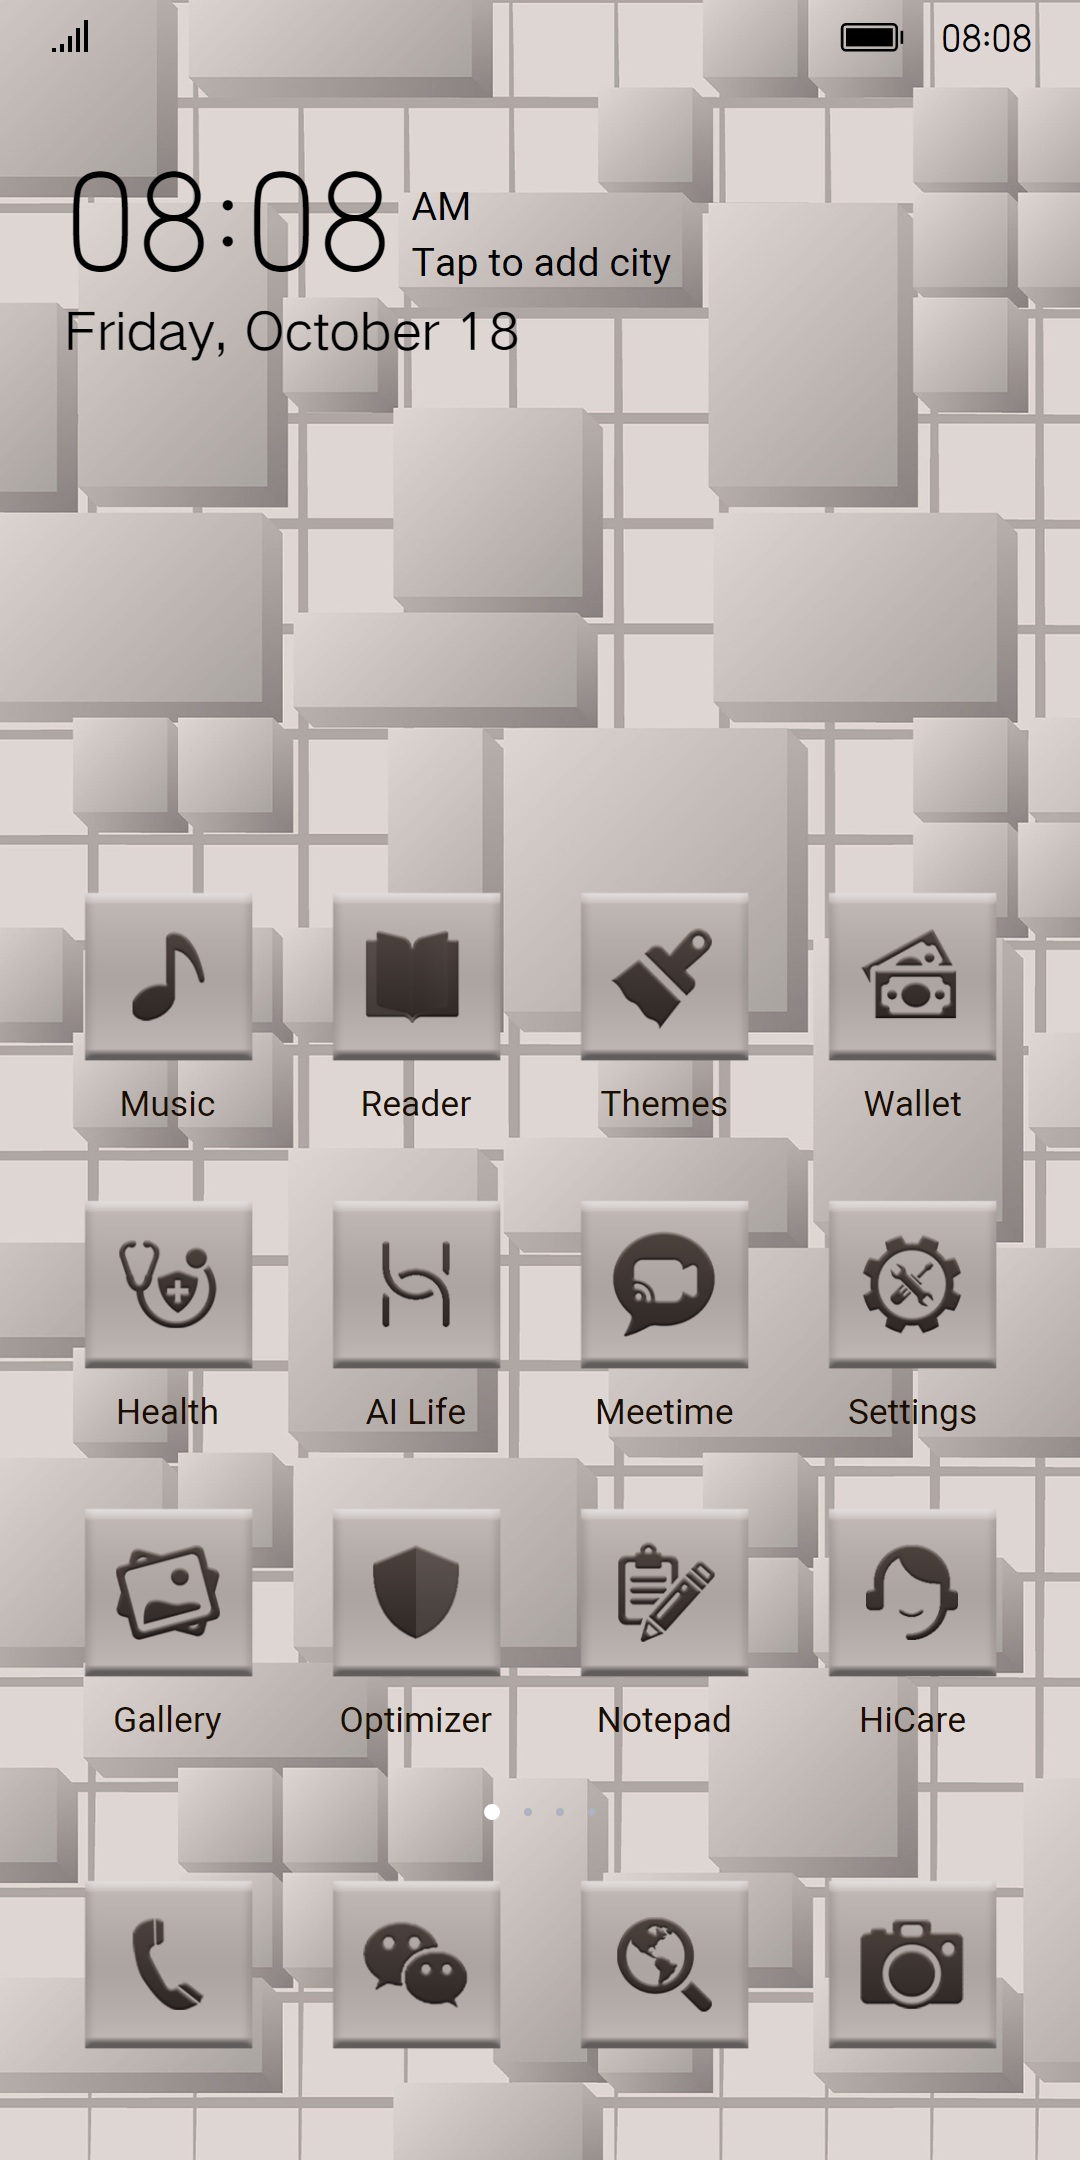 08:08
08:08 AM
Tap to add city
Friday, October 18
Music Reader Themes Wallet
Health AI Life Meetime Settings
Gallery Optimizer Notepad HiCare